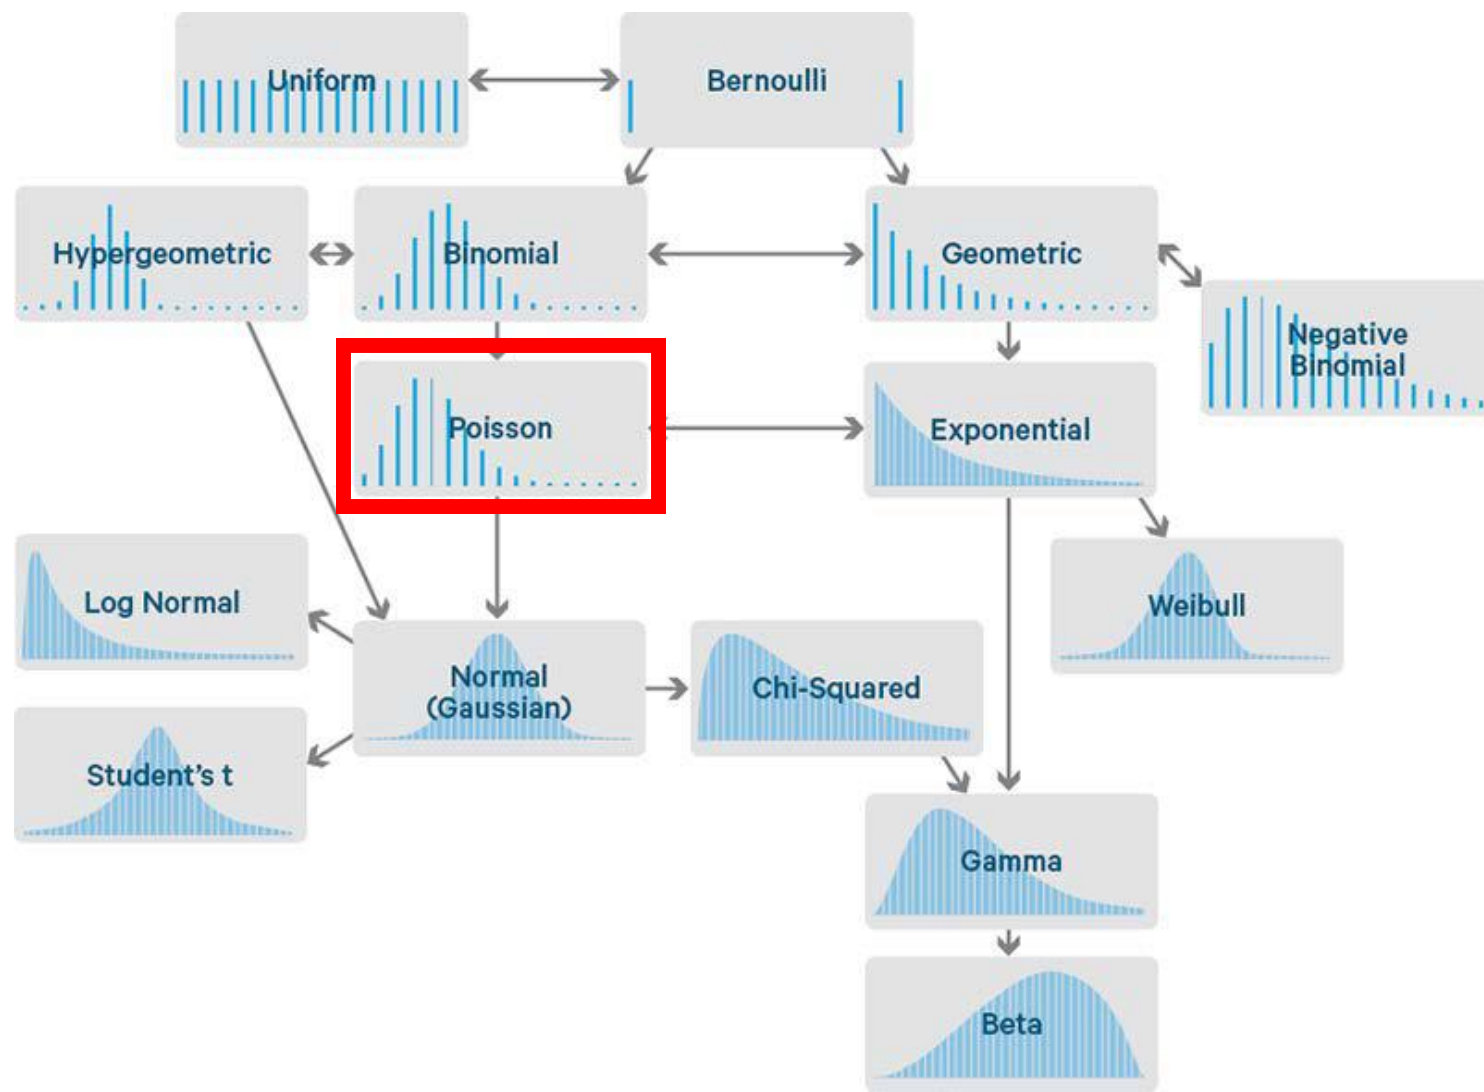 Uniform
Bernoulli
Hypergeometric
Binomial
Geometric
Negative
Binomial
Poisson
Exponential
Log Normal
Weibull
Normal
(Gaussian)
Chi-Squared
Student's t
Gamma
Beta